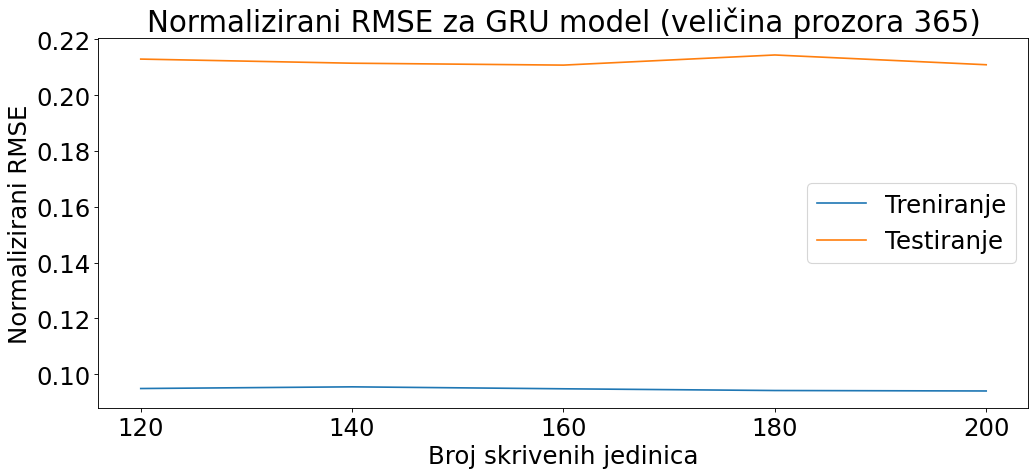 Normalizirani RMSE za GRU model (veličina prozora 365)
Normalizirani RMSE
0.22
0.20
0.18
0.16
0.14
0.12
0.10
Treniranje
Testiranje
120 140 160 180 200
Broj skrivenih jedinica